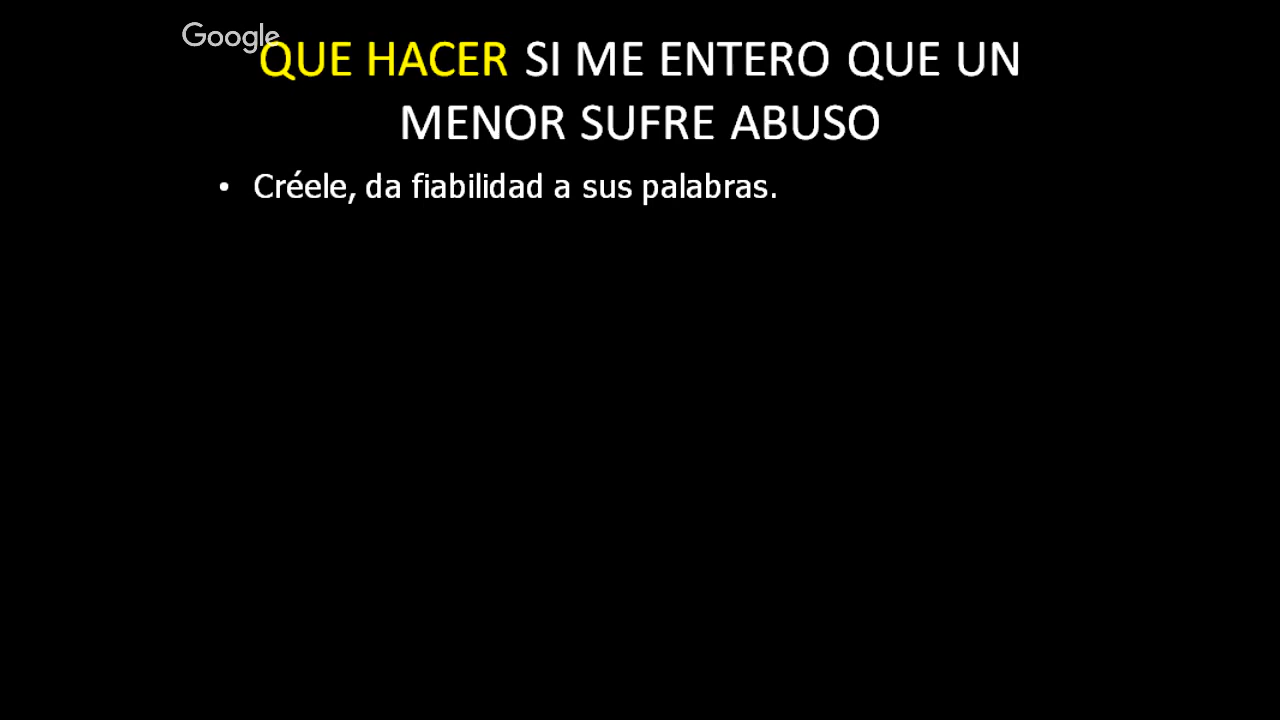 Google
QUE HACER SI ME ENTERO QUE UN
MENOR SUFRE ABUSO
• Créele, da fiabilidad a sus palabras.